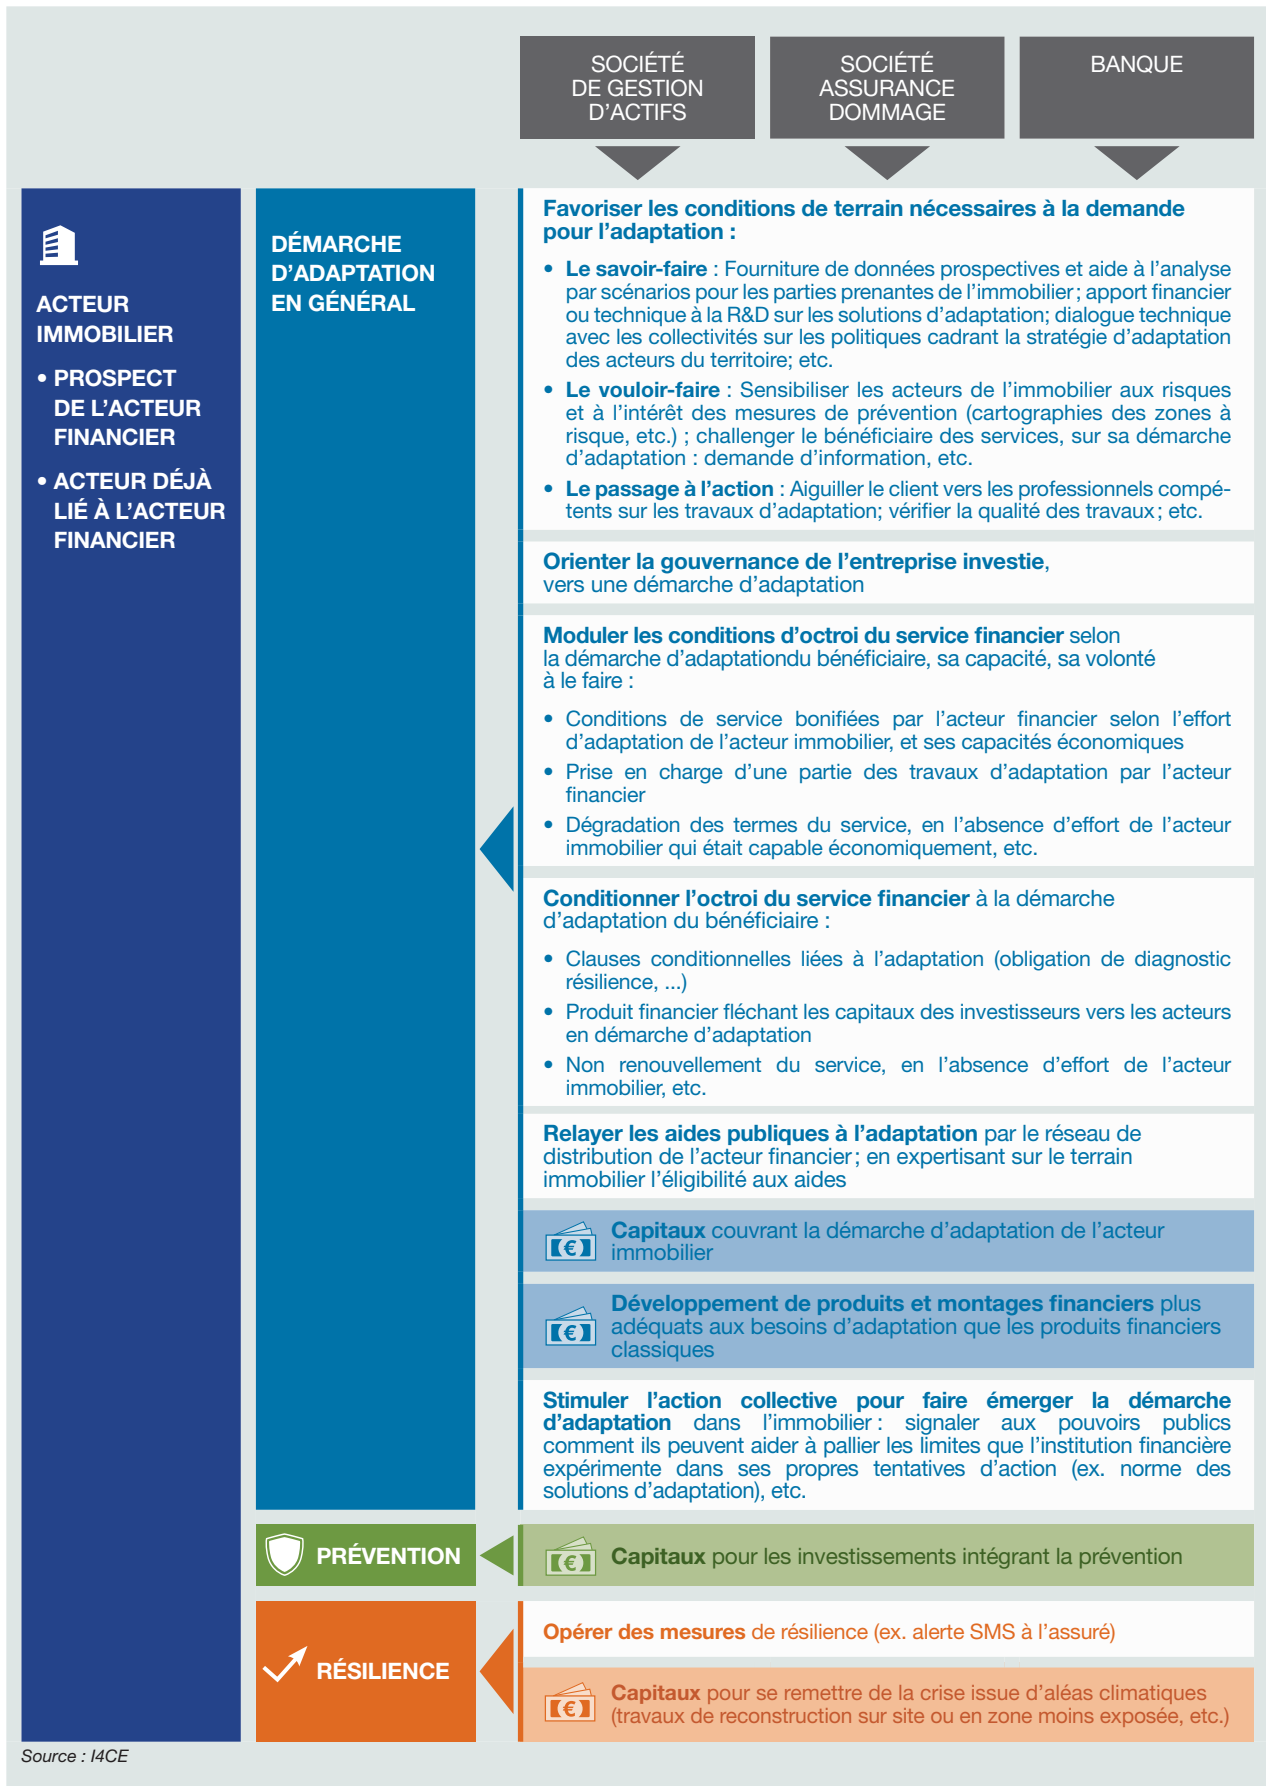 SOCIÉTÉ
DE GESTION
D'ACTIFS
SOCIÉTÉ
ASSURANCE
DOMMAGE
BANQUE
ACTEUR
IMMOBILIER
• PROSPECT
DE L'ACTEUR
FINANCIER
• ACTEUR DÉJÀ
LIÉ À L'ACTEUR
FINANCIER
DÉMARCHE
D'ADAPTATION
EN GÉNÉRAL
Favoriser les conditions de terrain nécessaires à la demande
pour l'adaptation :
• Le savoir-faire : Fourniture de données prospectives et aide à l'analyse
par scénarios pour les parties prenantes de l'immobilier ; apport financier
ou technique à la R&D sur les solutions d'adaptation; dialogue technique
avec les collectivités sur les politiques cadrant la stratégie d'adaptation
des acteurs du territoire; etc.
• Le vouloir-faire : Sensibiliser les acteurs de l'immobilier aux risques
et à l'intérêt des mesures de prévention (cartographies des zones à
risque, etc.) ; challenger le bénéficiaire des services, sur sa démarche
d'adaptation : demande d'information, etc.
• Le passage à l'action : Aiguiller le client vers les professionnels compé-
tents sur les travaux d'adaptation; vérifier la qualité des travaux ; etc.
Orienter la gouvernance de l'entreprise investie,
vers une démarche d'adaptation
Moduler les conditions d'octroi du service financier selon
la démarche d'adaptationdu bénéficiaire, sa capacité, sa volonté
à le faire :
• Conditions de service bonifiées par l'acteur financier selon l'effort
d'adaptation de l'acteur immobilier, et ses capacités économiques
• Prise en charge d'une partie des travaux d'adaptation par l'acteur
financier
• Dégradation des termes du service, en l'absence d'effort de l'acteur
immobilier qui était capable économiquement, etc.
Conditionner l'octroi du service financier à la démarche
d'adaptation du bénéficiaire :
• Clauses conditionnelles liées à l'adaptation (obligation de diagnostic
résilience, ...)
• Produit financier fléchant les capitaux des investisseurs vers les acteurs
en démarche d'adaptation
• Non renouvellement du service, en l'absence d'effort de l'acteur
immobilier, etc.
Relayer les aides publiques à l'adaptation par le réseau de
distribution de l'acteur financier ; en expertisant sur le terrain
immobilier l'éligibilité aux aides
Capitaux couvrant la démarche d'adaptation de l'acteur
immobilier
Développement de produits et montages financiers plus
adéquats aux besoins d'adaptation que les produits financiers
classiques
Stimuler l'action collective pour faire émerger la démarche
d'adaptation dans l'immobilier : signaler aux pouvoirs publics
comment ils peuvent aider à pallier les limites que l'institution financière
expérimente dans ses propres tentatives d'action (ex. norme des
solutions d'adaptation), etc.
PRÉVENTION
Capitaux pour les investissements intégrant la prévention
RÉSILIENCE
Opérer des mesures de résilience (ex. alerte SMS à l'assuré)
Capitaux pour se remettre de la crise issue d'aléas climatiques
(travaux de reconstruction sur site ou en zone moins exposée, etc.)
Source : I4CE